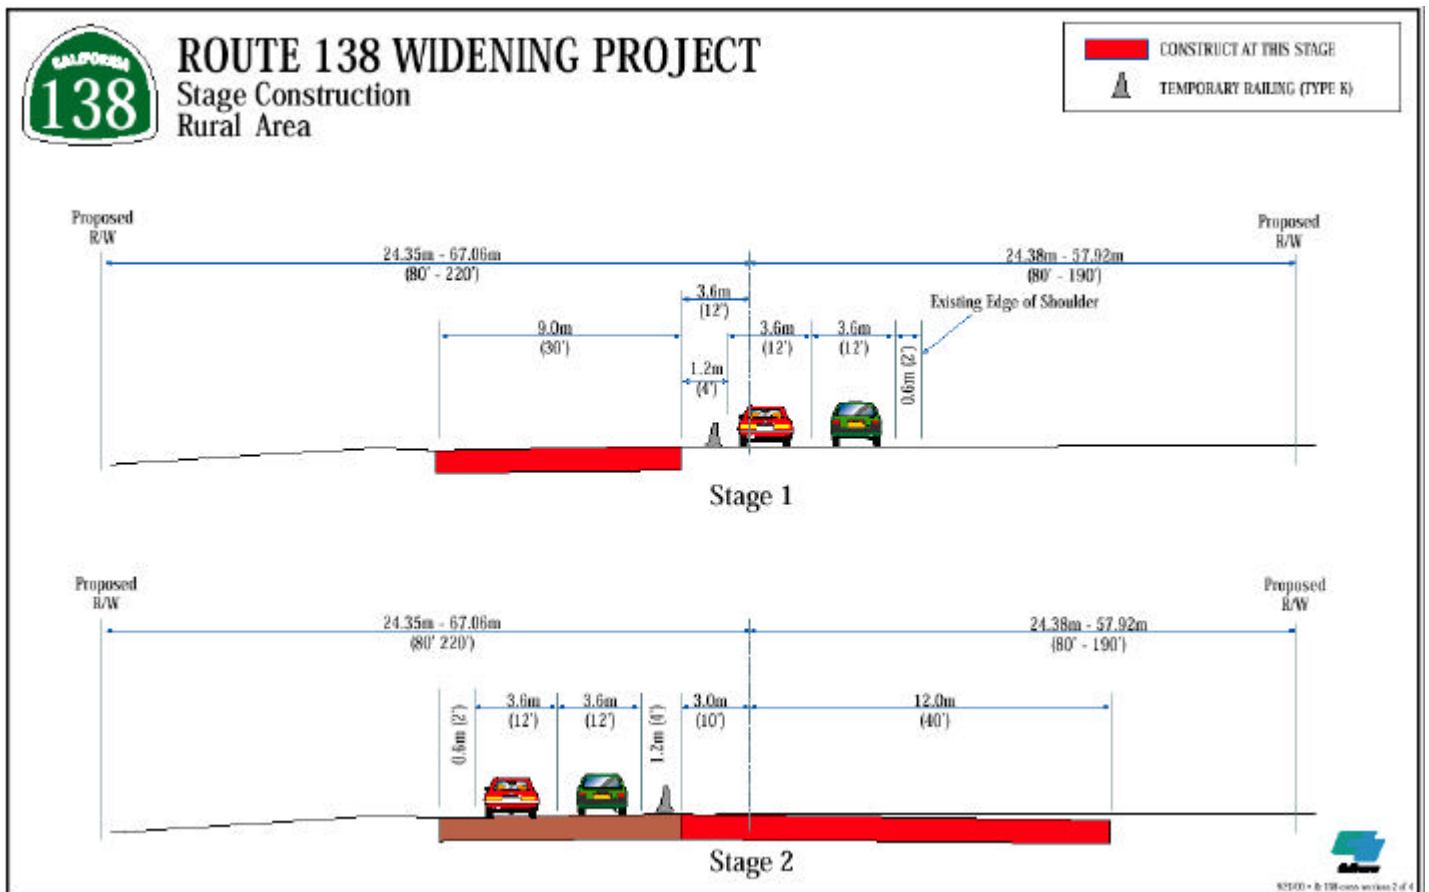 CALIFORNIA
138
ROUTE 138 WIDENING PROJECT
Stage Construction
Rural Area
CONSTRUCT AT THIS STAGE
TEMPORARY RAILING (TYPE K)
Proposed
R/W
24.35m - 67.06m
(80' - 220')
24.38m - 57.92m
(80' - 190')
Proposed
R/W
3.6m
(12')
Existing Edge of Shoulder
9.0m
(30')
3.6m
(12')
3.6m
(12')
0.6m (2')
1.2m
(4')
Stage 1
Proposed
R/W
24.35m - 67.06m
(80' 220')
24.38m - 57.92m
(80' - 190')
Proposed
R/W
0.6m (2')
3.6m
(12')
3.6m
(12')
1.2m (4')
3.0m
(10')
12.0m
(40')
Stage 2